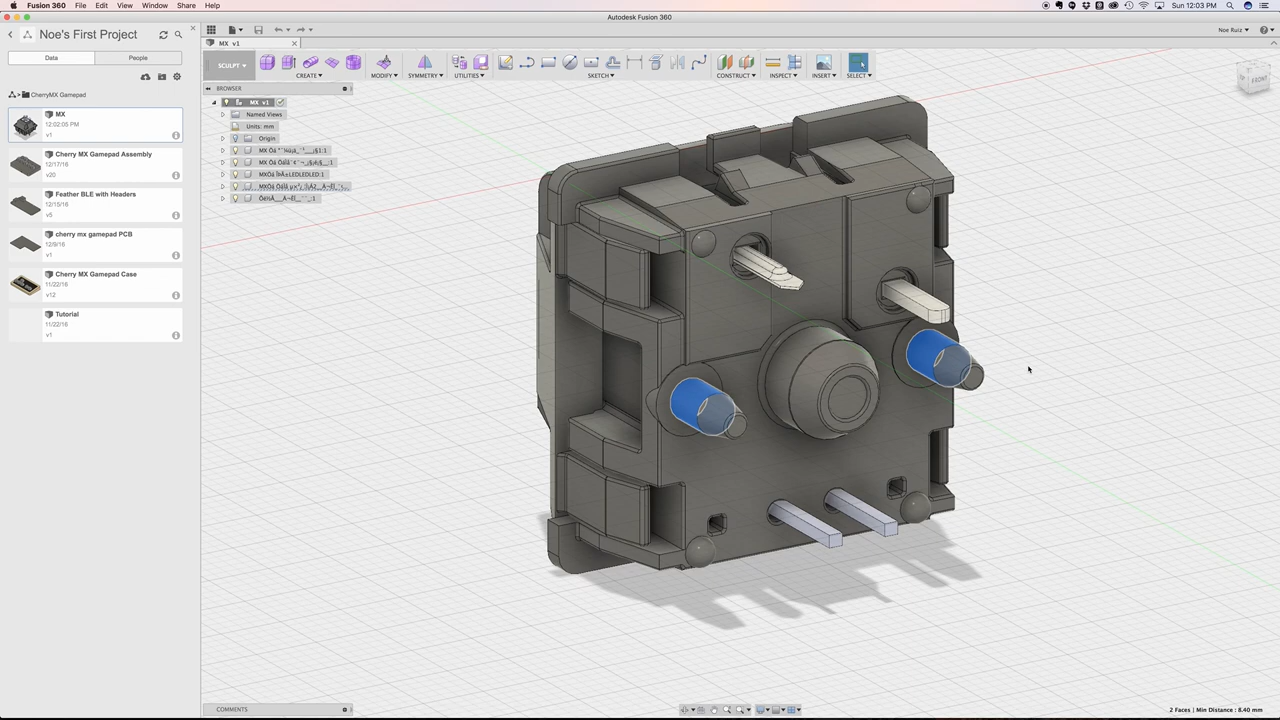 Fusion 360 File Edit View Window Share Help
Sun 12:03 PM
Autodesk Fusion 360
Noe's First Project
Noe Ruiz
Data People
MX v1
SCULPT
CREATE MODIFY SYMMETRY UTILITIES SKETCH CONSTRUCT INSPECT INSERT SELECT
CherryMX Gamepad
MX
12:02:05 PM
v1
Cherry MX Gamepad Assembly
12/17/16
v20
Feather BLE with Headers
12/15/16
v5
cherry mx gamepad PCB
12/9/16
v1
Cherry MX Gamepad Case
11/22/16
v12
Tutorial
11/22/16
v1
BROWSER
MX v1
Named Views
Units: mm
Origin
FRONT
COMMENTS
2 Faces | Min Distance : 8.40 mm